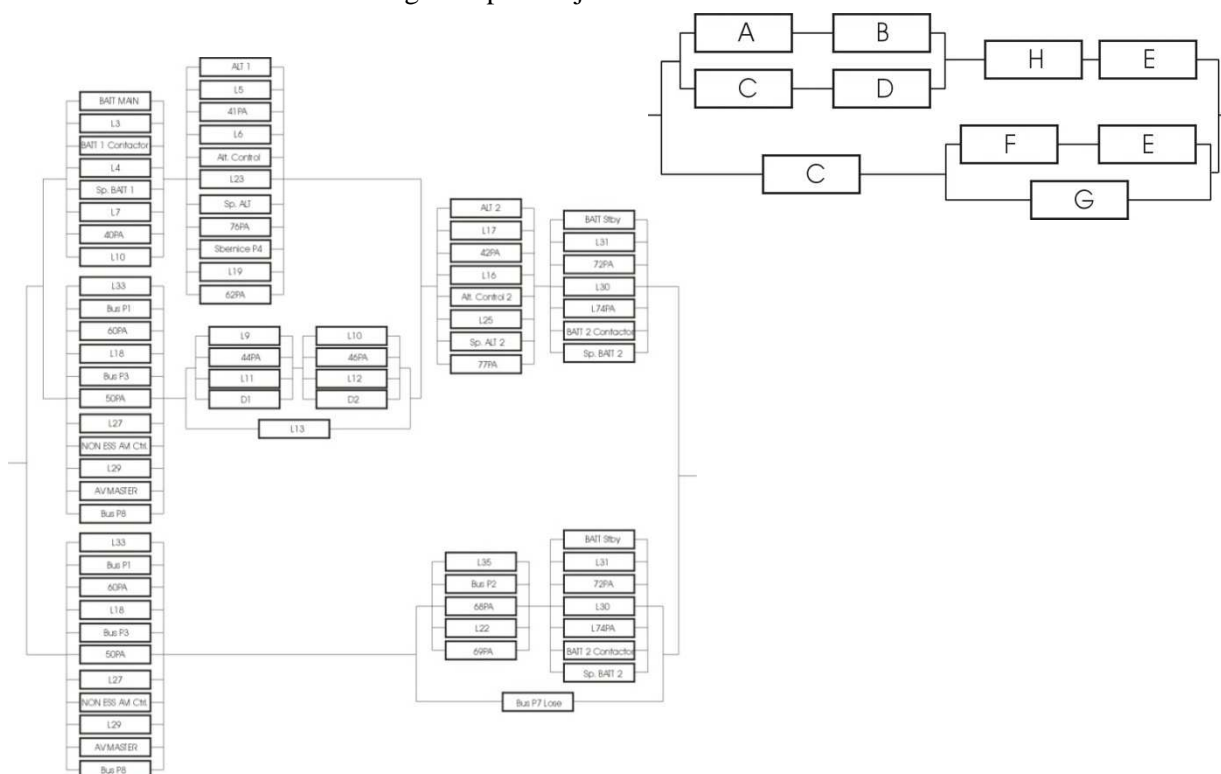 A
B
C
D
H
E
F
E
C
G
BATT MAIN
L3
BATT 1 Contactor
L4
Sp. BATT 1
L7
40PA
L10
ALT 1
L5
41PA
L6
Alt. Control
L23
Sp. ALT
76PA
Sbernice P4
L19
62PA
L33
Bus P1
60PA
L18
Bus P3
50PA
L27
NON ESS AVI Ctrl.
L29
AV MASTER
Bus P8
L9
44PA
L11
D1
L10
46PA
L12
D2
L13
ALT 2
L17
42PA
L16
Alt. Control 2
L25
Sp. ALT 2
77PA
BATT Stby
L31
72PA
L30
L74PA
BATT 2 Contactor
Sp. BATT 2
L33
Bus P1
60PA
L18
Bus P3
50PA
L27
NON ESS AVI Ctrl.
L29
AV MASTER
Bus P8
L35
Bus P2
68PA
L22
69PA
BATT Stby
L31
72PA
L30
L74PA
BATT 2 Contactor
Sp. BATT 2
Bus P7 Lose